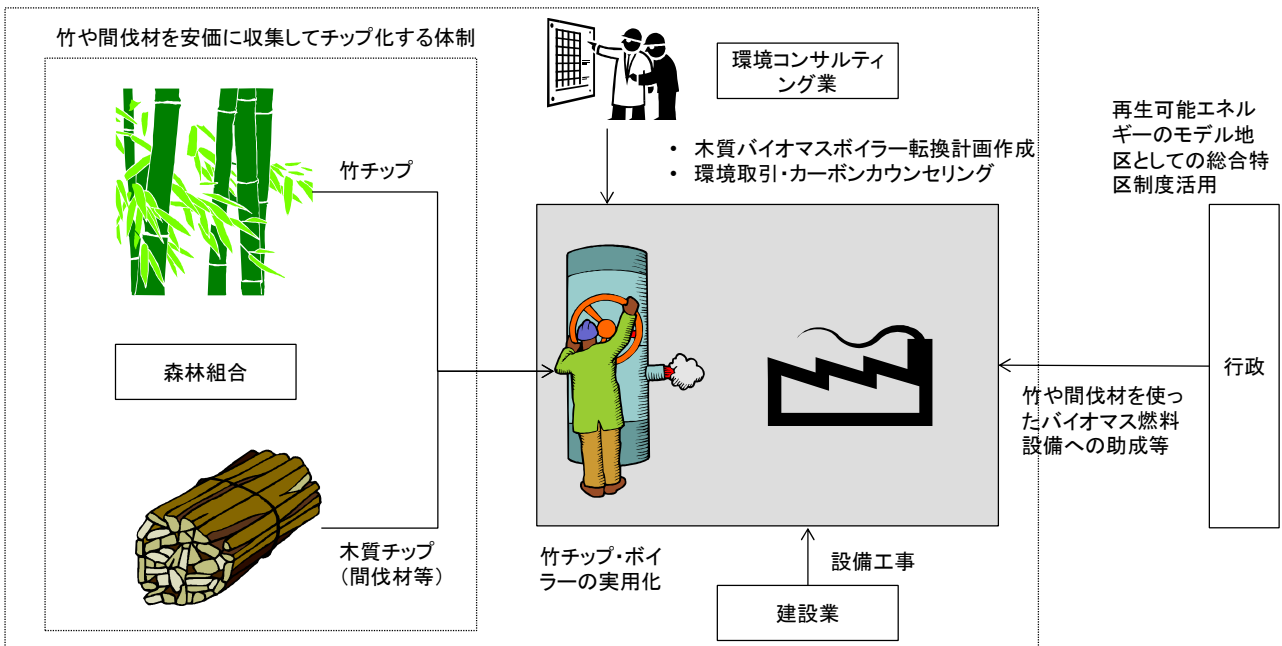 竹や間伐材を安価に収集してチップ化する体制
竹チップ
森林組合
木質チップ
（間伐材等）
環境コンサルティ
ング業
• 木質バイオマスボイラー転換計画作成
• 環境取引・カーボンカウンセリング
竹チップ・ボイ
ラーの実用化
設備工事
建設業
再生可能エネル
ギーのモデル地
区としての総合特
区制度活用
行政
竹や間伐材を使っ
たバイオマス燃料
設備への助成等